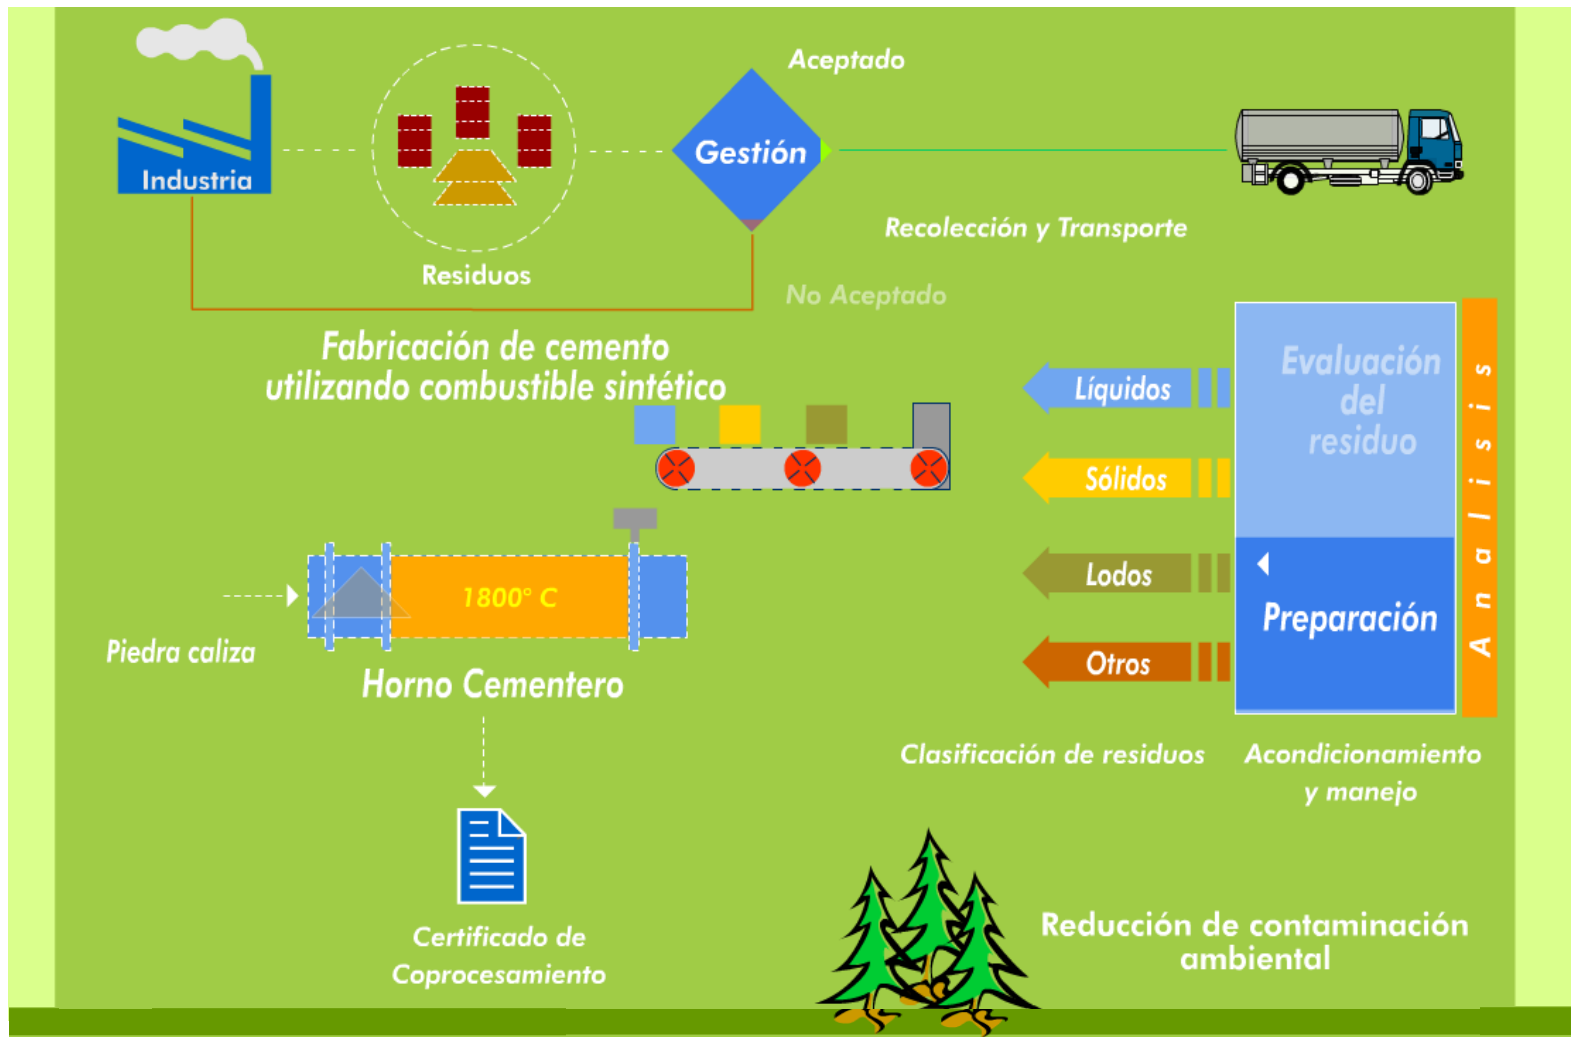 Aceptado
Gestión
Industria
Residuos
Recolección y Transporte
No Aceptado
Fabricación de cemento
utilizando combustible sintético
Evaluación
del
residuo
Analisis
Líquidos
Sólidos
Lodos
Otros
Preparación
1800° C
Piedra caliza
Horno Cementero
Clasificación de residuos
Acondicionamiento
y manejo
Certificado de
Coprocesamiento
Reducción de contaminación
ambiental